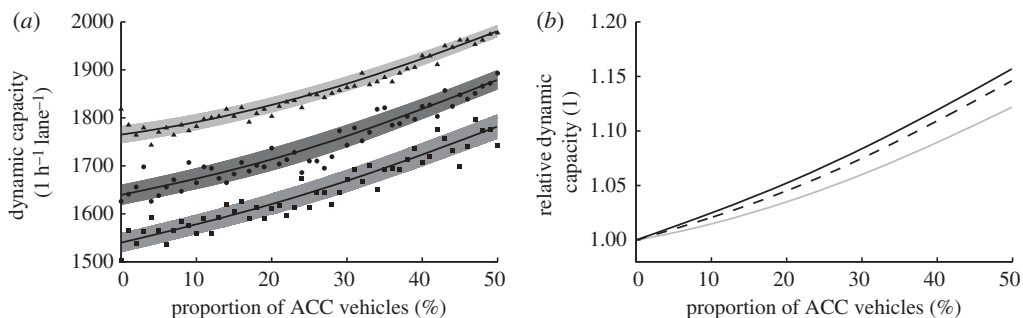 (a)
2000
1900
1800
1700
1600
1500
dynamic capacity
(1 h⁻¹ lane⁻¹)
0 10 20 30 40 50
proportion of ACC vehicles (%)
(b)
1.20
1.15
1.10
1.05
1.00
relative dynamic
capacity (1)
0 10 20 30 40 50
proportion of ACC vehicles (%)